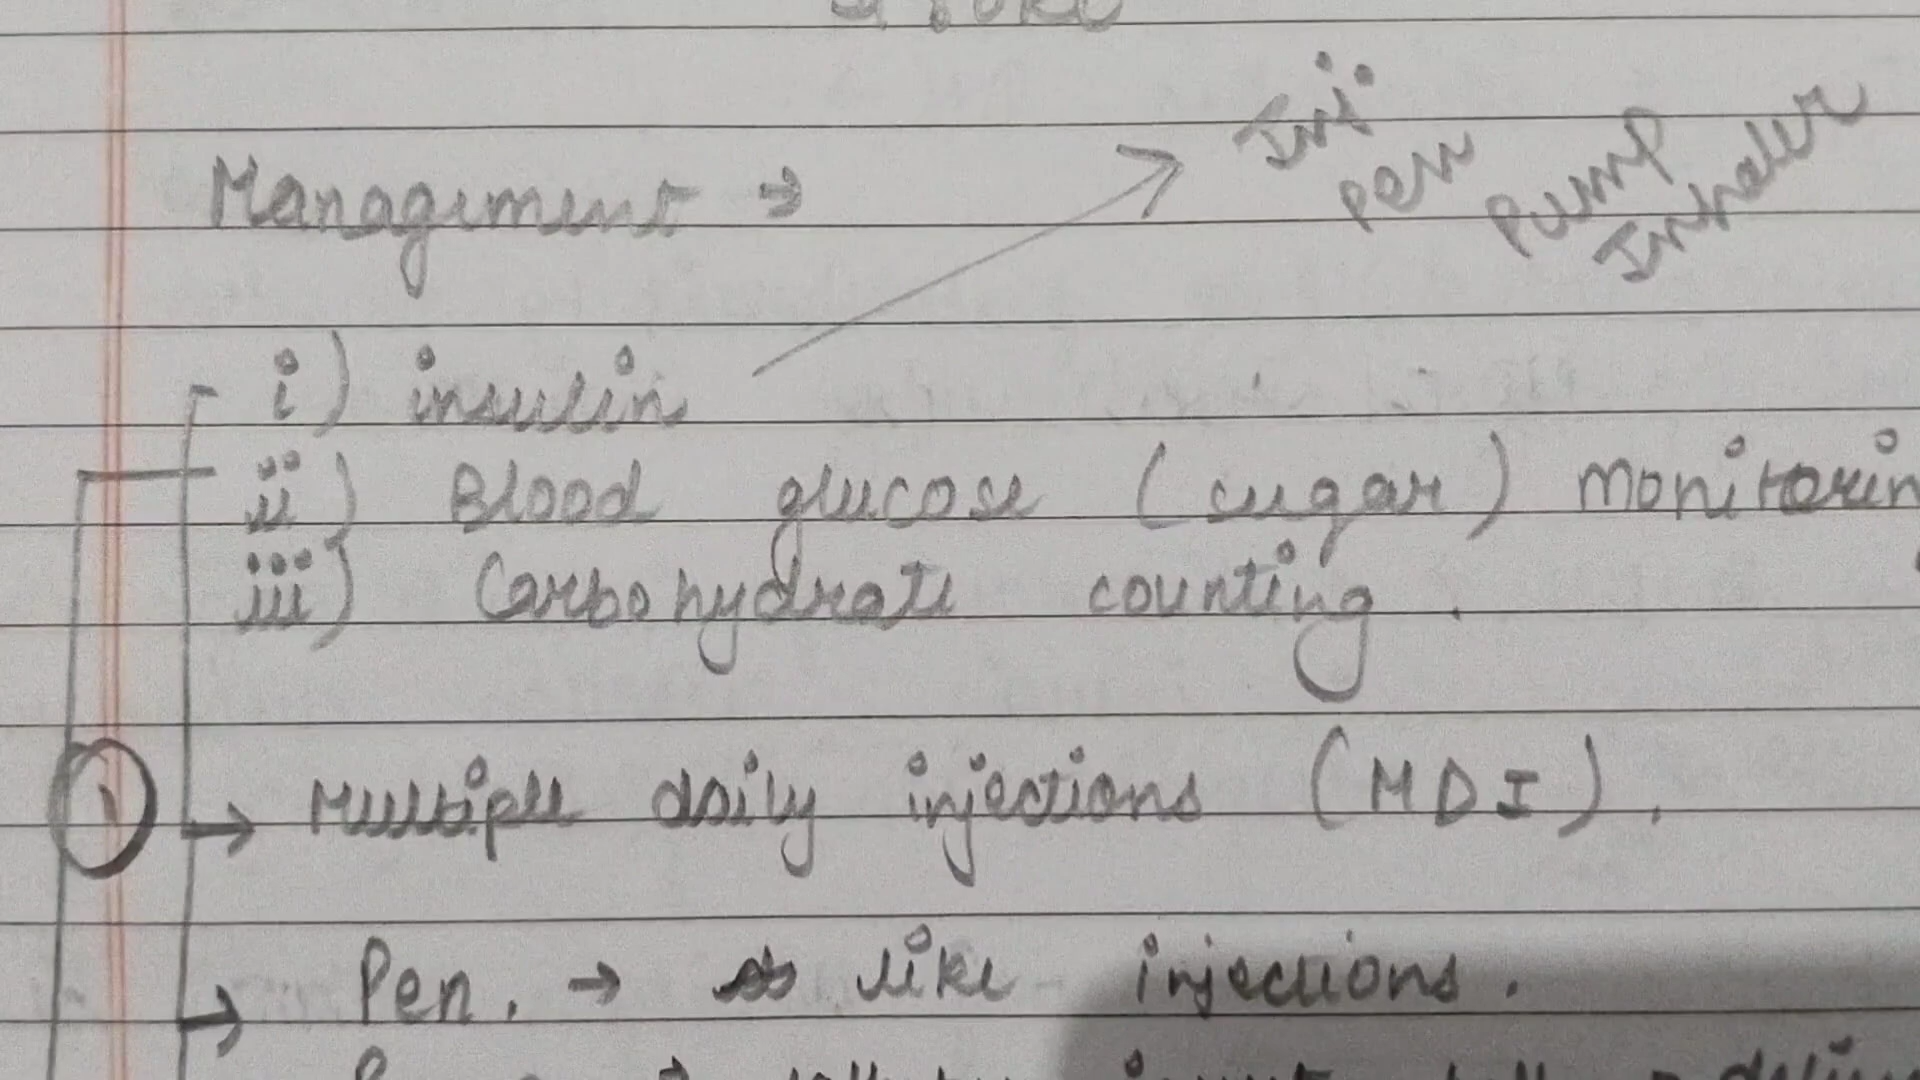 Management →
Inj.
Pen
Pump
Inhaler
i) insulin
ii) Blood glucose (sugar) monitorin
iii) Carbohydrate counting.
① → Multiple daily injections (MDI).
→ Pen. → like injections.